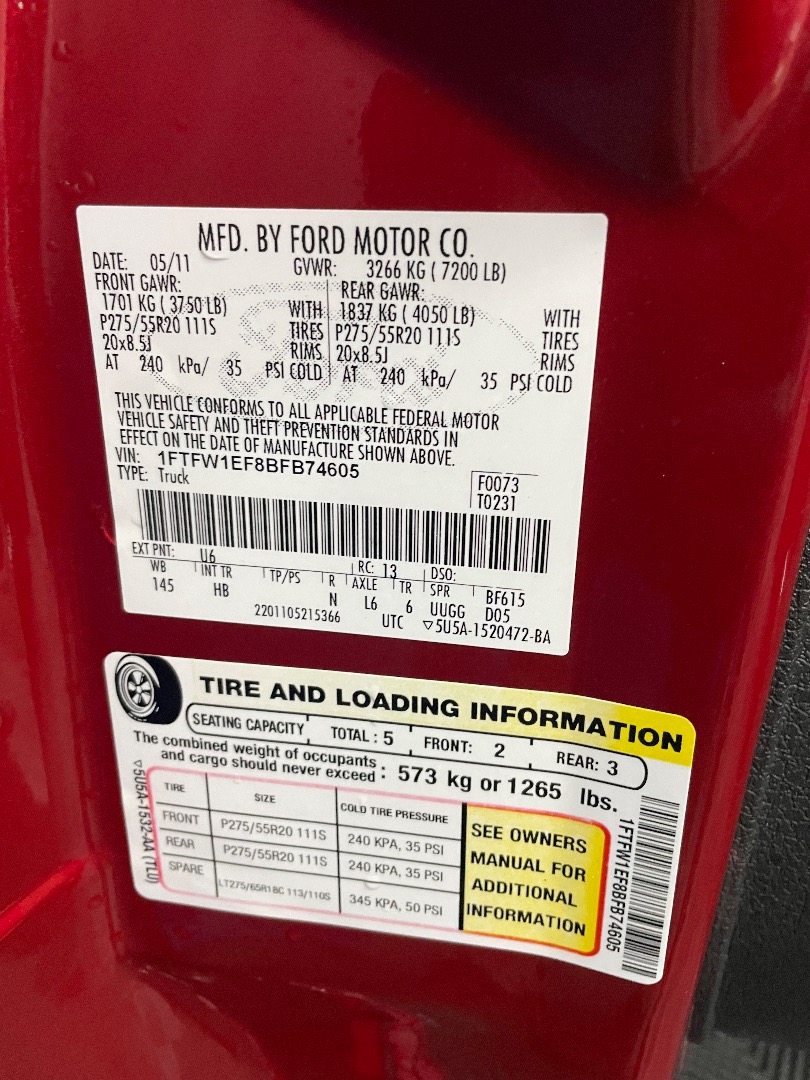 MFD. BY FORD MOTOR CO.
DATE: 05/11 GVWR: 3266 KG ( 7200 LB)
FRONT GAWR: REAR GAWR:
1701 KG ( 3750 LB) WITH 1837 KG ( 4050 LB) WITH
P275/55R20 111S TIRES P275/55R20 111S TIRES
20x8.5J RIMS 20x8.5J RIMS
AT 240 kPa/ 35 PSI COLD AT 240 kPa/ 35 PSI COLD
THIS VEHICLE CONFORMS TO ALL APPLICABLE FEDERAL MOTOR
VEHICLE SAFETY AND THEFT PREVENTION STANDARDS IN
EFFECT ON THE DATE OF MANUFACTURE SHOWN ABOVE.
VIN: 1FTFW1EF8BFB74605
TYPE: Truck
F0073
T0231
EXT PNT: U6 RC: 13 DSO:
WB INT TR TP/PS R AXLE TR SPR BF615
145 HB N L6 6 UUGG D05
2201105215366 UTC ▽5U5A-1520472-BA
TIRE AND LOADING INFORMATION
SEATING CAPACITY TOTAL : 5 FRONT: 2 REAR: 3
The combined weight of occupants
and cargo should never exceed : 573 kg or 1265 lbs.
TIRE SIZE COLD TIRE PRESSURE
FRONT P275/55R20 111S 240 KPA, 35 PSI
REAR P275/55R20 111S 240 KPA, 35 PSI
SPARE LT275/65R18C 113/110S 345 KPA, 50 PSI
SEE OWNERS
MANUAL FOR
ADDITIONAL
INFORMATION
▽5U5A-1532-AA (TL0)
1FTFW1EF8BFB74605